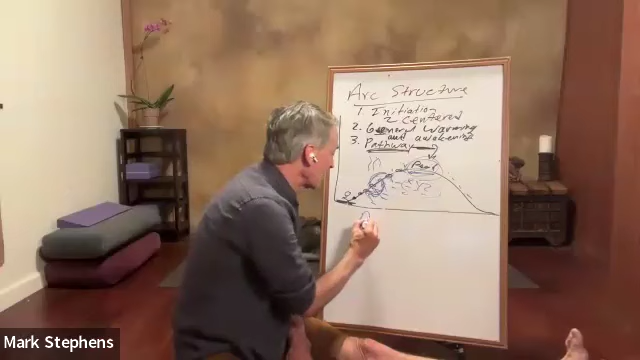 Arc Structure
1. Initiation
2 Centered
2. General Warming
and awakening
3. Pathway
Peak
Mark Stephens